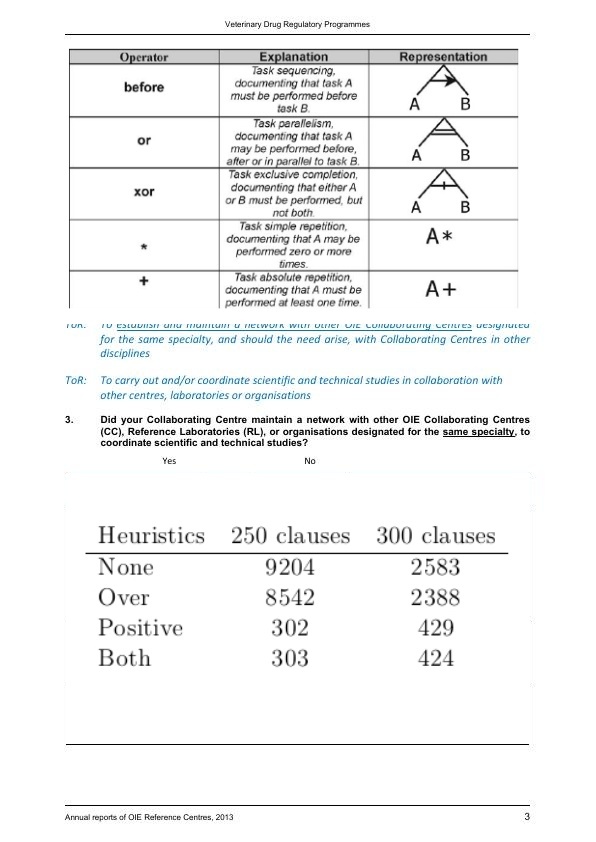 Veterinary Drug Regulatory Programmes
Operator Explanation Representation
before
Task sequencing,
documenting that task A
must be performed before
task B.
A B
or
Task parallelism,
documenting that task A
may be performed before,
after or in parallel to task B.
A B
xor
Task exclusive completion,
documenting that either A
or B must be performed, but
not both.
A B
*
Task simple repetition,
documenting that A may be
performed zero or more
times.
A*
+
Task absolute repetition,
documenting that A must be
performed at least one time.
A+
ToR: To establish and maintain a network with other OIE Collaborating Centres designated
for the same specialty, and should the need arise, with Collaborating Centres in other
disciplines
ToR: To carry out and/or coordinate scientific and technical studies in collaboration with
other centres, laboratories or organisations
3. Did your Collaborating Centre maintain a network with other OIE Collaborating Centres
(CC), Reference Laboratories (RL), or organisations designated for the same specialty, to
coordinate scientific and technical studies?
Yes No
Heuristics 250 clauses 300 clauses
None 9204 2583
Over 8542 2388
Positive 302 429
Both 303 424
Annual reports of OIE Reference Centres, 2013 3